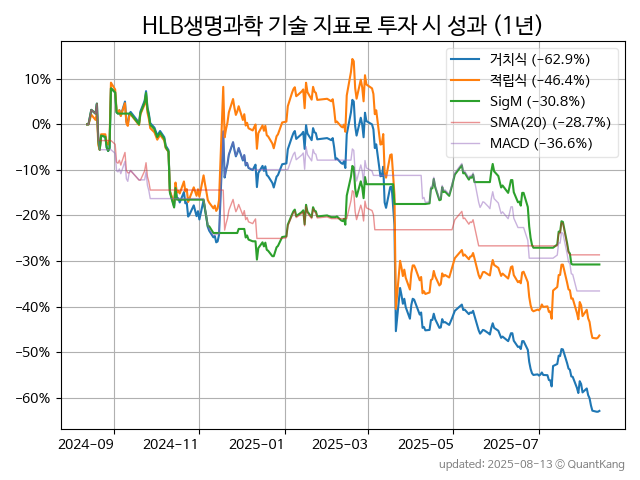 HLB생명과학 기술 지표로 투자 시 성과 (1년)
거치식 (−62.9%)
적립식 (−46.4%)
SigM (−30.8%)
SMA(20) (−28.7%)
MACD (−36.6%)
10%
0%
−10%
−20%
−30%
−40%
−50%
−60%
2024−09 2024−11 2025−01 2025−03 2025−05 2025−07
updated: 2025-08-13 © QuantKang